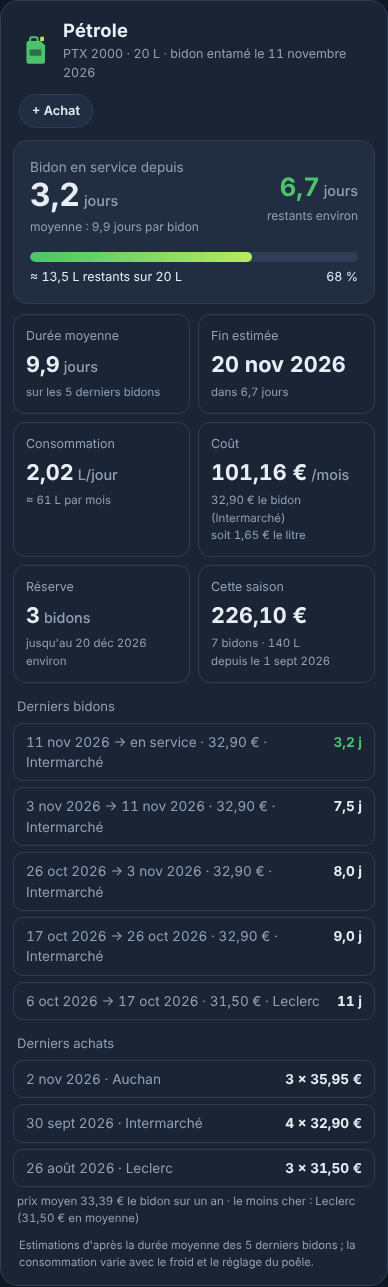 Pétrole
PTX 2000 · 20 L · bidon entamé le 11 novembre
2026
+ Achat
Bidon en service depuis
3,2 jours
moyenne : 9,9 jours par bidon
6,7 jours
restants environ
≈ 13,5 L restants sur 20 L
68 %
Durée moyenne
9,9 jours
sur les 5 derniers bidons
Fin estimée
20 nov 2026
dans 6,7 jours
Consommation
2,02 L/jour
≈ 61 L par mois
Coût
101,16 € /mois
32,90 € le bidon
(Intermarché)
soit 1,65 € le litre
Réserve
3 bidons
jusqu'au 20 déc 2026
environ
Cette saison
226,10 €
7 bidons · 140 L
depuis le 1 sept 2026
Derniers bidons
11 nov 2026 → en service · 32,90 € ·
Intermarché
3,2 j
3 nov 2026 → 11 nov 2026 · 32,90 € ·
Intermarché
7,5 j
26 oct 2026 → 3 nov 2026 · 32,90 € ·
Intermarché
8,0 j
17 oct 2026 → 26 oct 2026 · 32,90 € ·
Intermarché
9,0 j
6 oct 2026 → 17 oct 2026 · 31,50 € · Leclerc
11 j
Derniers achats
2 nov 2026 · Auchan
3 × 35,95 €
30 sept 2026 · Intermarché
4 × 32,90 €
26 août 2026 · Leclerc
3 × 31,50 €
prix moyen 33,39 € le bidon sur un an · le moins cher : Leclerc
(31,50 € en moyenne)
Estimations d'après la durée moyenne des 5 derniers bidons ; la
consommation varie avec le froid et le réglage du poêle.